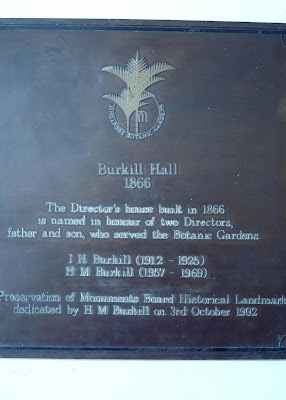 SINGAPORE BOTANIC GARDENS
Burkill Hall
1866
The Director's house built in 1866
is named in honour of two Directors,
father and son, who served the Botanic Gardens.
I H Burkill (1912 - 1925)
H M Burkill (1957 - 1969)
Preservation of Monuments Board Historical Landmark
dedicated by H M Burkill on 3rd October 1992